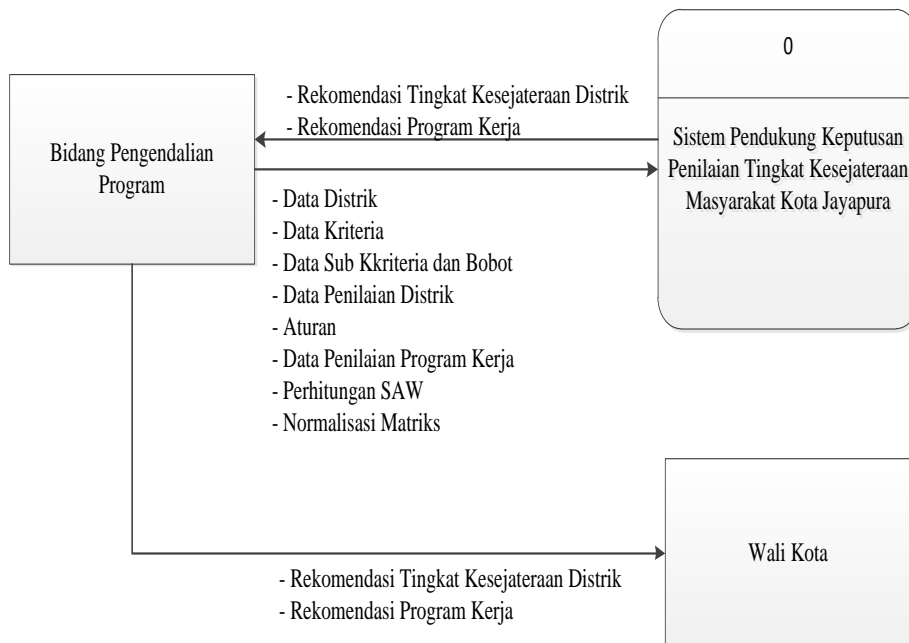 0
- Rekomendasi Tingkat Kesejateraan Distrik
- Rekomendasi Program Kerja
Bidang Pengendalian
Program
Sistem Pendukung Keputusan
Penilaian Tingkat Kesejateraan
Masyarakat Kota Jayapura
- Data Distrik
- Data Kriteria
- Data Sub Kkriteria dan Bobot
- Data Penilaian Distrik
- Aturan
- Data Penilaian Program Kerja
- Perhitungan SAW
- Normalisasi Matriks
Wali Kota
- Rekomendasi Tingkat Kesejateraan Distrik
- Rekomendasi Program Kerja